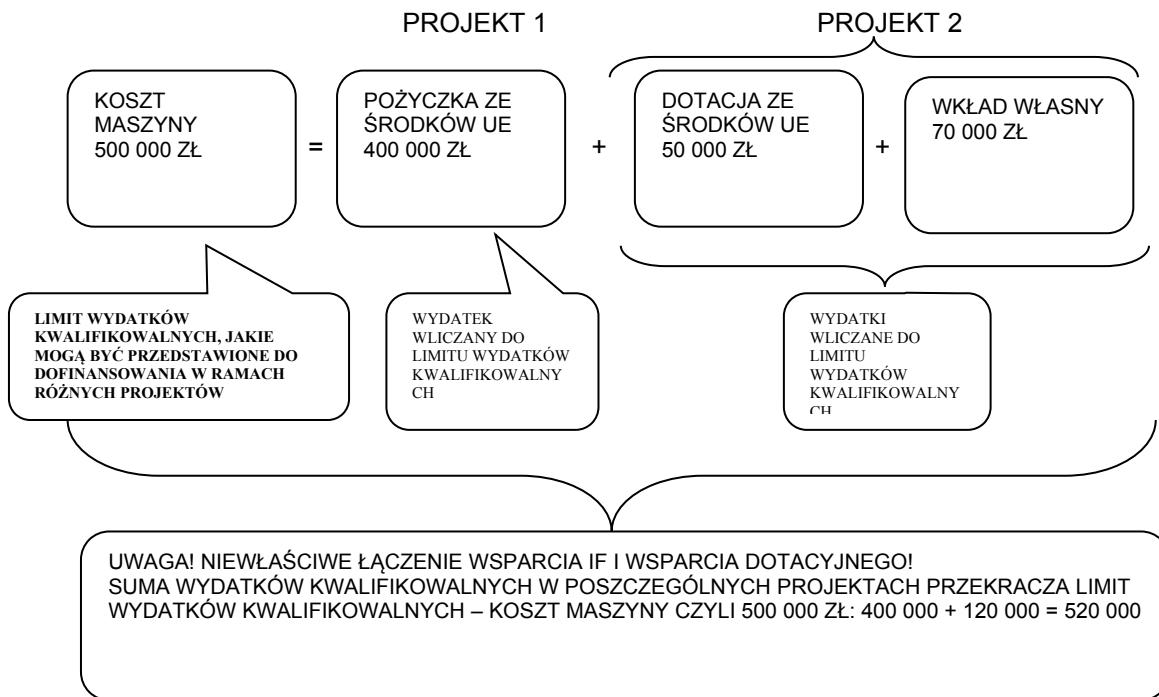 PROJEKT 1
PROJEKT 2
KOSZT
MASZYNY
500 000 ZŁ
=
POŻYCZKA ZE
ŚRODKÓW UE
400 000 ZŁ
+
DOTACJA ZE
ŚRODKÓW UE
50 000 ZŁ
+
WKŁAD WŁASNY
70 000 ZŁ
LIMIT WYDATKÓW
KWALIFIKOWALNYCH, JAKIE
MOGĄ BYĆ PRZEDSTAWIONE DO
DOFINANSOWANIA W RAMACH
RÓŻNYCH PROJEKTÓW
WYDATEK
WLICZANY DO
LIMITU WYDATKÓW
KWALIFIKOWALNY
CH
WYDATKI
WLICZANE DO
LIMITU
WYDATKÓW
KWALIFIKOWALNY
CH
UWAGA! NIEWŁAŚCIWE ŁĄCZENIE WSPARCIA IF I WSPARCIA DOTACYJNEGO!
SUMA WYDATKÓW KWALIFIKOWALNYCH W POSZCZEGÓLNYCH PROJEKTACH PRZEKRACZA LIMIT
WYDATKÓW KWALIFIKOWALNYCH – KOSZT MASZYNY CZYLI 500 000 ZŁ: 400 000 + 120 000 = 520 000